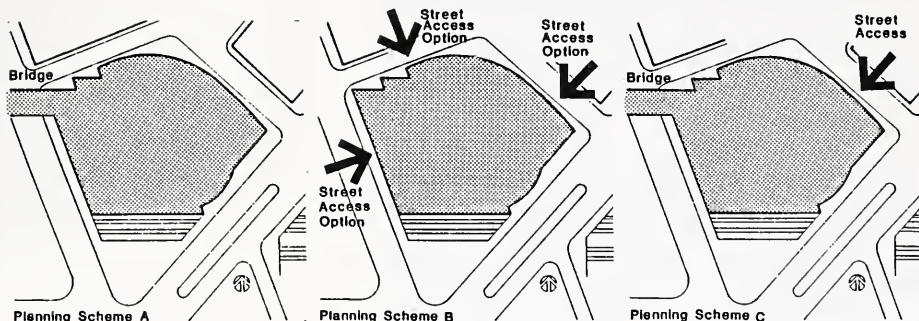 Bridge
Planning Scheme A
Street
Access
Option
Street
Access
Option
Street
Access
Option
Planning Scheme B
Street
Access
Bridge
Planning Scheme C